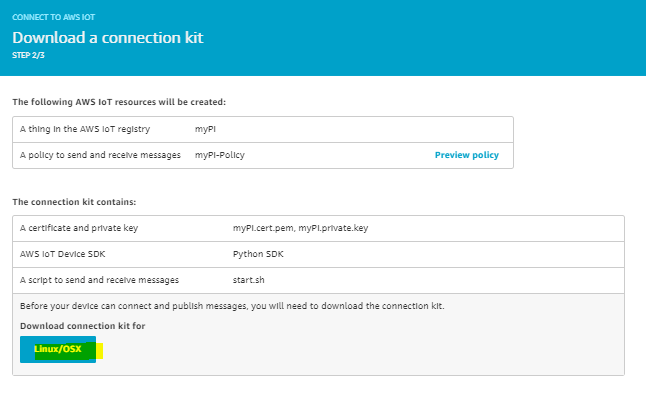 CONNECT TO AWS IOT
Download a connection kit
STEP 2/3
The following AWS IoT resources will be created:
A thing in the AWS IoT registry myPi
A policy to send and receive messages myPi-Policy Preview policy
The connection kit contains:
A certificate and private key myPi.cert.pem, myPi.private.key
AWS IoT Device SDK Python SDK
A script to send and receive messages start.sh
Before your device can connect and publish messages, you will need to download the connection kit.
Download connection kit for
Linux/OSX